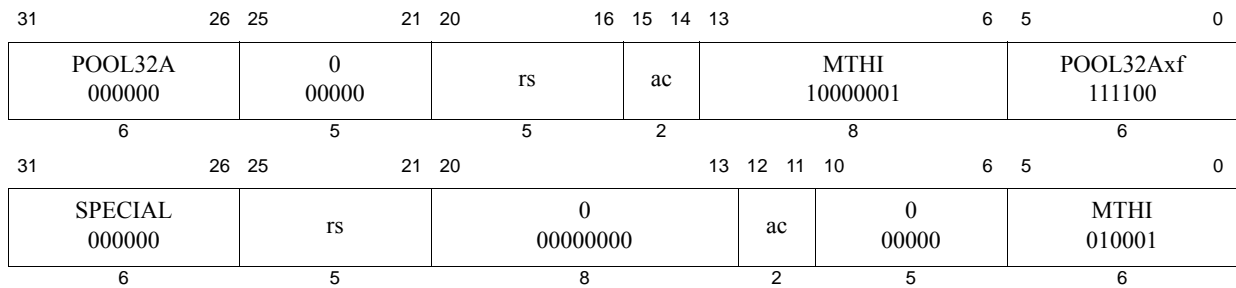 31 26 25 21 20 16 15 14 13 6 5 0
POOL32A 0 rs ac MTHI POOL32Axf
000000 00000 10000001 111100
6 5 5 2 8 6
31 26 25 21 20 13 12 11 10 6 5 0
SPECIAL rs 0 ac 0 MTHI
000000 00000000 00000 010001
6 5 8 2 5 6